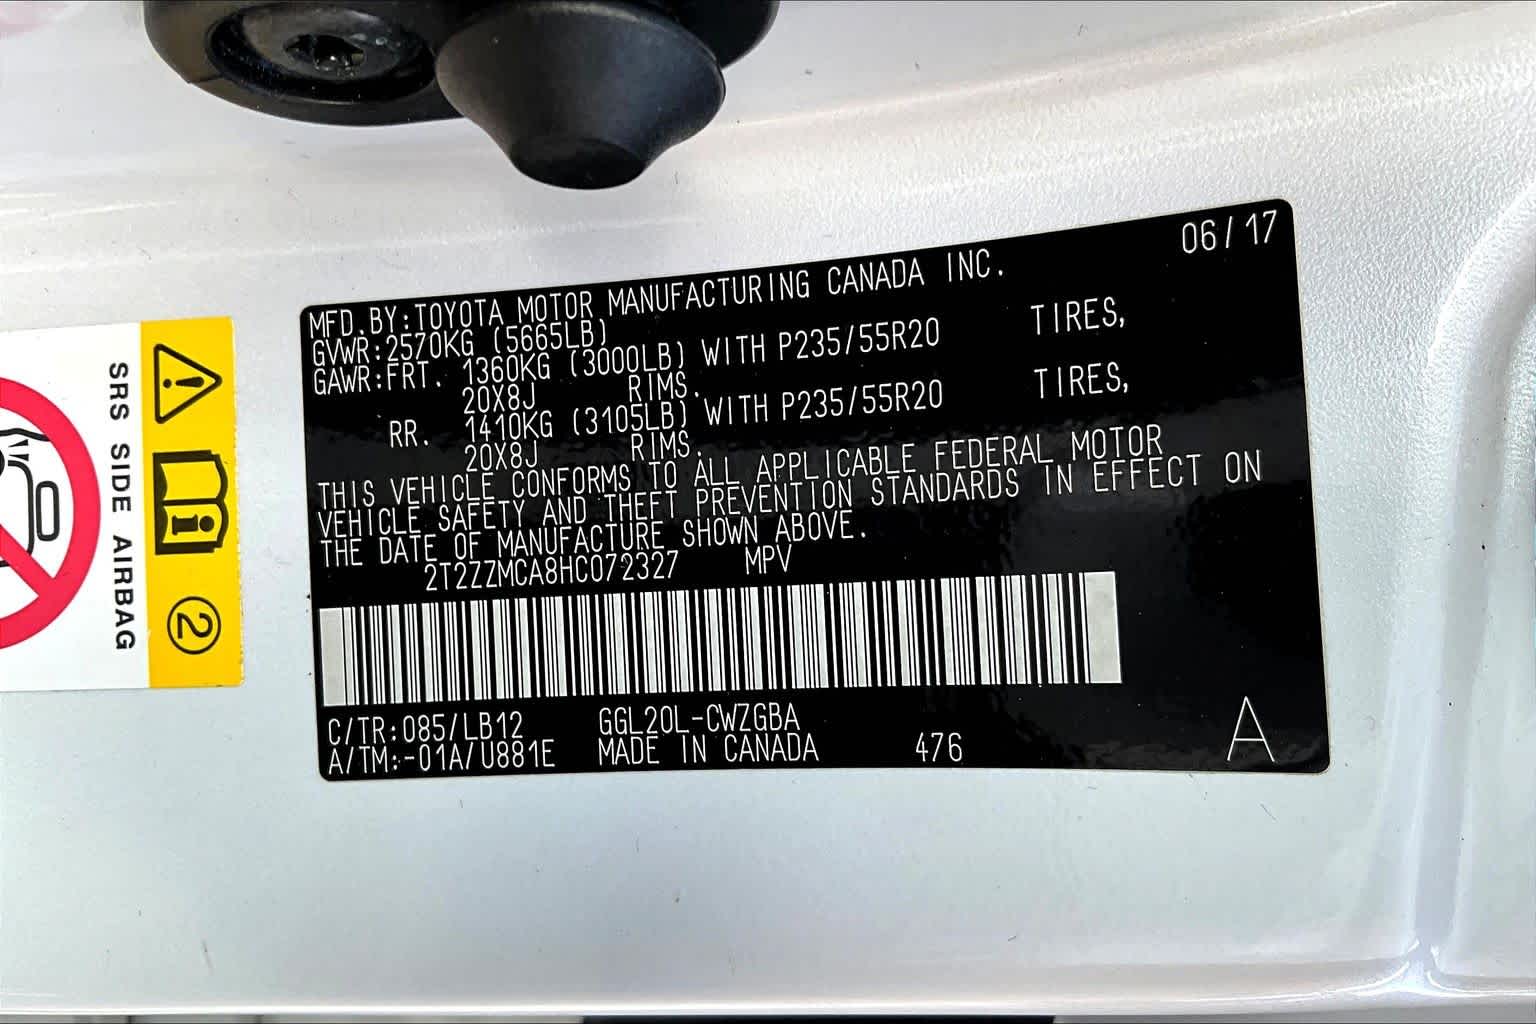 06/17
MFD.BY:TOYOTA MOTOR MANUFACTURING CANADA INC.
GVWR:2570KG (5665LB)
GAWR:FRT. 1360KG (3000LB) WITH P235/55R20 TIRES,
20X8J RIMS.
RR. 1410KG (3105LB) WITH P235/55R20 TIRES,
20X8J RIMS.
THIS VEHICLE CONFORMS TO ALL APPLICABLE FEDERAL MOTOR
VEHICLE SAFETY AND THEFT PREVENTION STANDARDS IN EFFECT ON
THE DATE OF MANUFACTURE SHOWN ABOVE.
2T2ZZMCA8HC072327 MPV
C/TR:085/LB12 GGL20L-CWZGBA
A/TM:-01A/U881E MADE IN CANADA 476 A
SRS SIDE AIRBAG
2